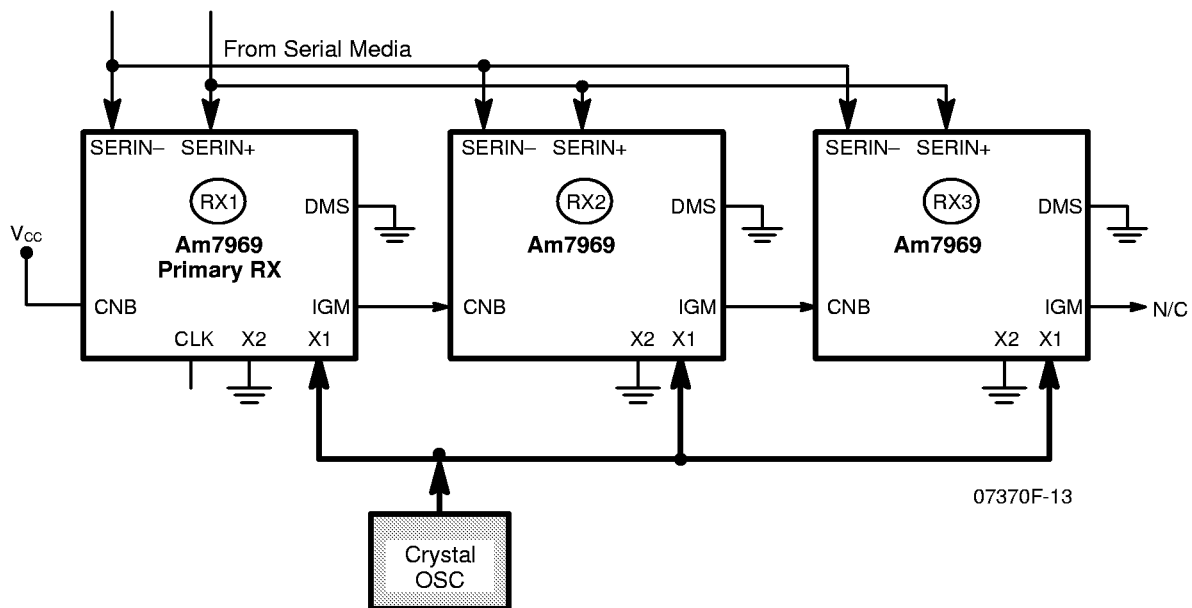 From Serial Media
SERIN– SERIN+
RX1
DMS
Am7969
Primary RX
VCC
CNB
IGM
CLK X2 X1
SERIN– SERIN+
RX2
DMS
Am7969
CNB
IGM
X2 X1
SERIN– SERIN+
RX3
DMS
Am7969
CNB
IGM
N/C
X2 X1
07370F-13
Crystal
OSC